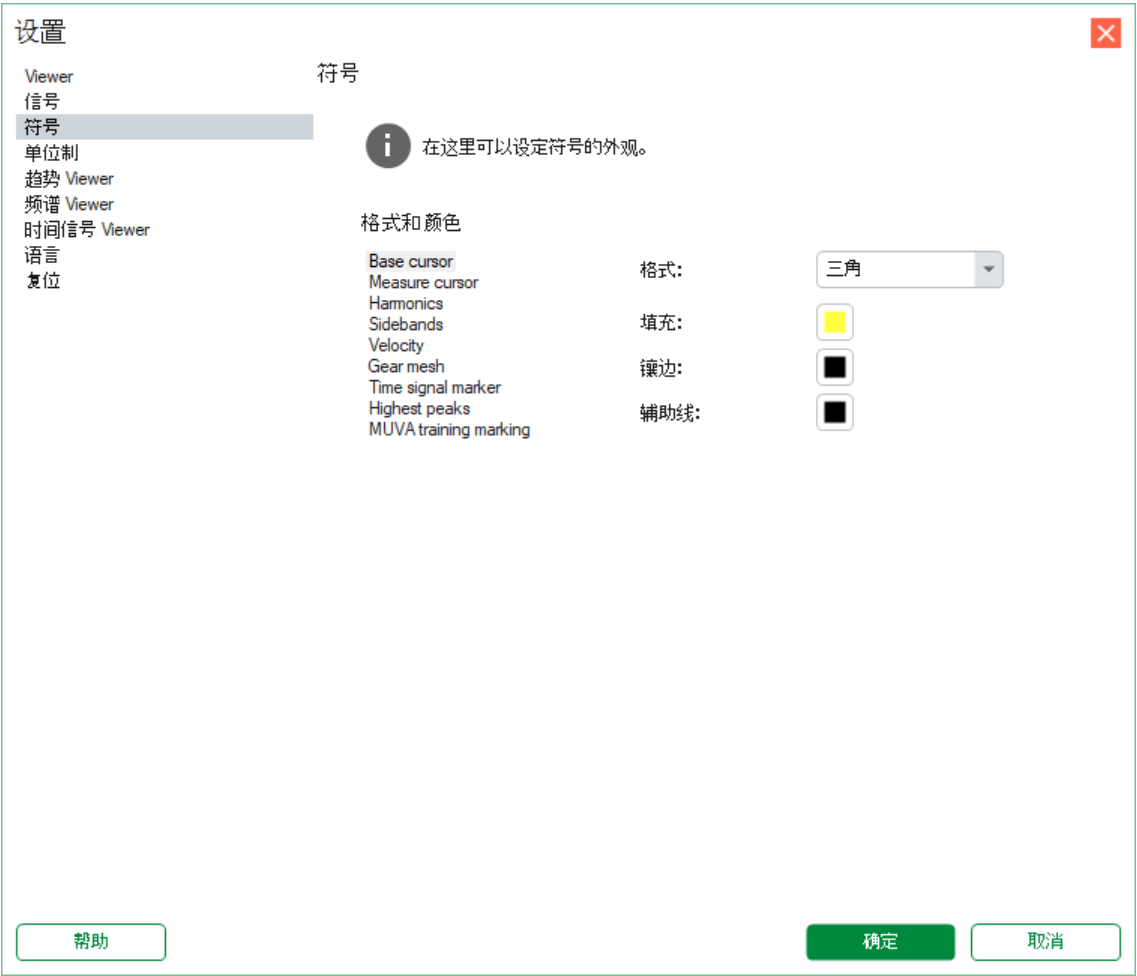 设置
Viewer
信号
符号
单位制
趋势 Viewer
频谱 Viewer
时间信号 Viewer
语言
复位
符号
在这里可以设定符号的外观。
格式和颜色
Base cursor
Measure cursor
Harmonics
Sidebands
Velocity
Gear mesh
Time signal marker
Highest peaks
MUVA training marking
格式: 三角
填充:
镶边:
辅助线:
帮助 确定 取消